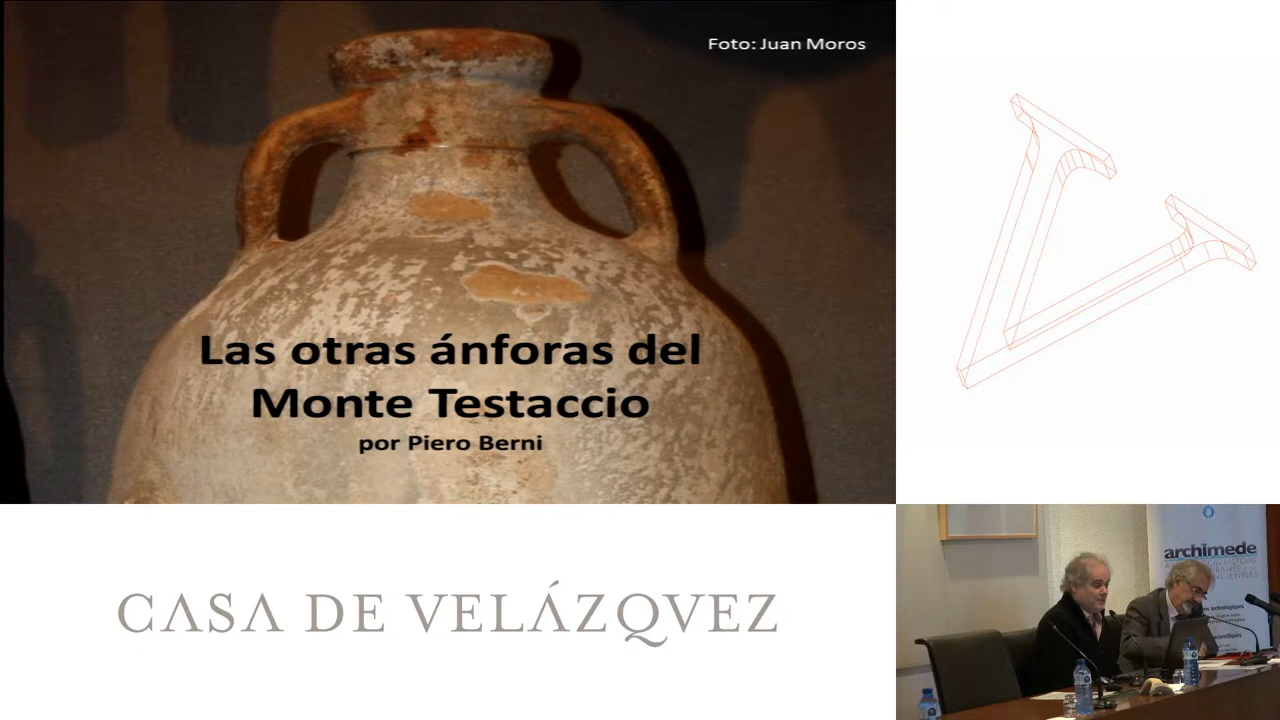 Foto: Juan Moros
Las otras ánforas del
Monte Testaccio
por Piero Berni
CASA DE VELÁZQVEZ
archimede